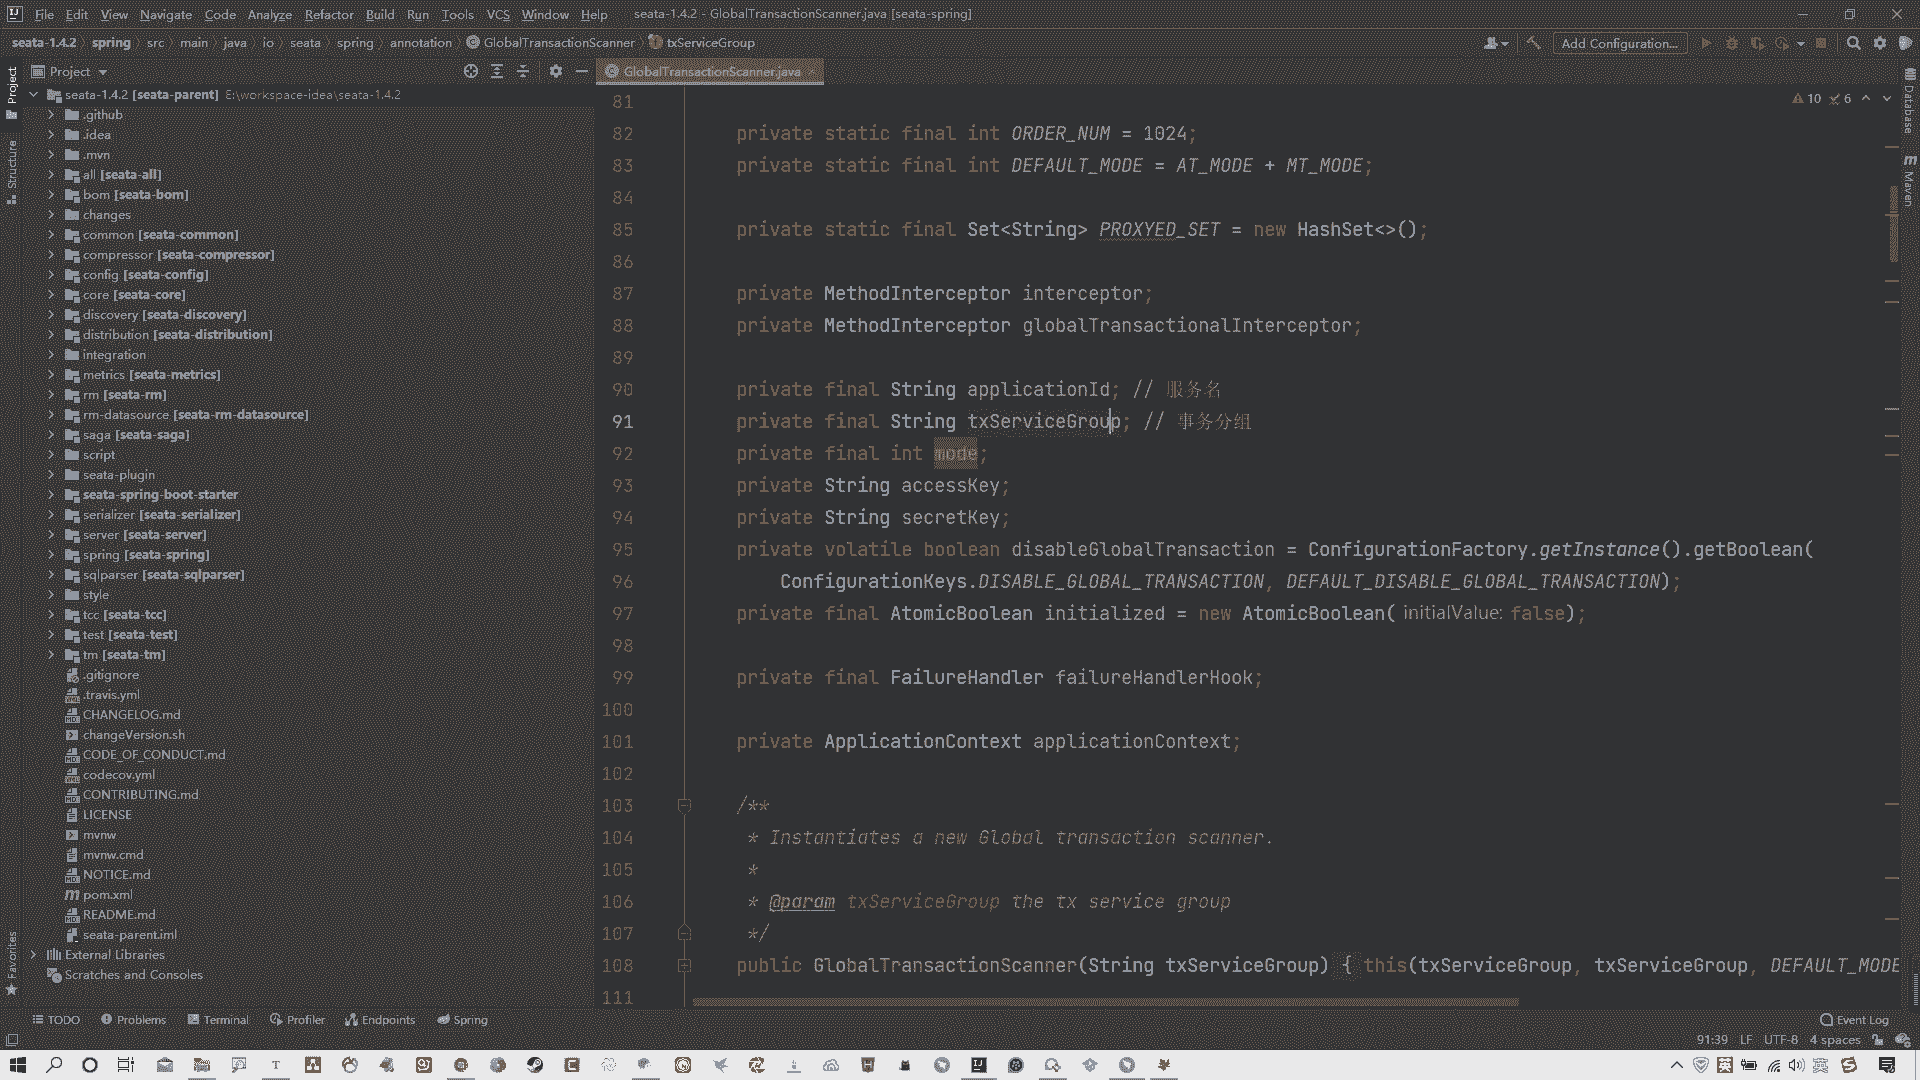 File Edit View Navigate Code Analyze Refactor Build Run Tools VCS Window Help seata-1.4.2 - GlobalTransactionScanner.java [seata-spring]
seata-1.4.2 spring src main java io seata spring annotation GlobalTransactionScanner txServiceGroup Add Configuration...
Project GlobalTransactionScanner.java
seata-1.4.2 [seata-parent] E:\workspace-idea\seata-1.4.2
.github
.idea
.mvn
all [seata-all]
bom [seata-bom]
changes
common [seata-common]
compressor [seata-compressor]
config [seata-config]
core [seata-core]
discovery [seata-discovery]
distribution [seata-distribution]
integration
metrics [seata-metrics]
rm [seata-rm]
rm-datasource [seata-rm-datasource]
saga [seata-saga]
script
seata-plugin
seata-spring-boot-starter
serializer [seata-serializer]
server [seata-server]
spring [seata-spring]
sqlparser [seata-sqlparser]
style
tcc [seata-tcc]
test [seata-test]
tm [seata-tm]
.gitignore
.travis.yml
CHANGELOG.md
changeVersion.sh
CODE_OF_CONDUCT.md
codecov.yml
CONTRIBUTING.md
LICENSE
mvnw
mvnw.cmd
NOTICE.md
pom.xml
README.md
seata-parent.iml
External Libraries
Scratches and Consoles
Project
Structure
Favorites
10 6
81
82 private static final int ORDER_NUM = 1024;
83 private static final int DEFAULT_MODE = AT_MODE + MT_MODE;
84
85 private static final Set<String> PROXYED_SET = new HashSet<>();
86
87 private MethodInterceptor interceptor;
88 private MethodInterceptor globalTransactionalInterceptor;
89
90 private final String applicationId; // 服务名
91 private final String txServiceGroup; // 事务分组
92 private final int mode;
93 private String accessKey;
94 private String secretKey;
95 private volatile boolean disableGlobalTransaction = ConfigurationFactory.getInstance().getBoolean(
96 ConfigurationKeys.DISABLE_GLOBAL_TRANSACTION, DEFAULT_DISABLE_GLOBAL_TRANSACTION);
97 private final AtomicBoolean initialized = new AtomicBoolean( initialValue: false);
98
99 private final FailureHandler failureHandlerHook;
100
101 private ApplicationContext applicationContext;
102
103 /**
104 * Instantiates a new Global transaction scanner.
105 *
106 * @param txServiceGroup the tx service group
107 */
108 public GlobalTransactionScanner(String txServiceGroup) { this(txServiceGroup, txServiceGroup, DEFAULT_MODE
111
Database
Maven
TODO Problems Terminal Profiler Endpoints Spring Event Log
91:39 LF UTF-8 4 spaces
英